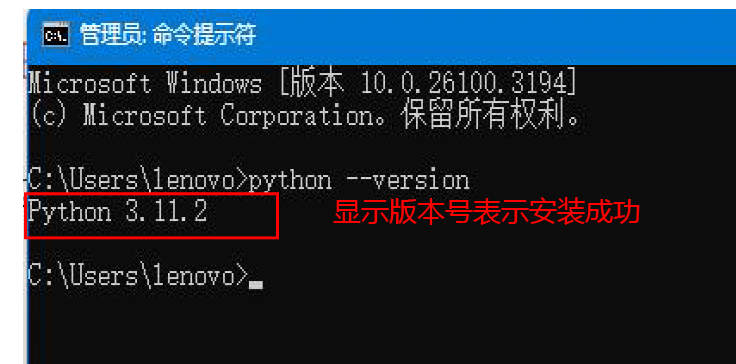 管理员: 命令提示符
Microsoft Windows [版本 10.0.26100.3194]
(c) Microsoft Corporation。保留所有权利。
C:\Users\lenovo>python --version
Python 3.11.2
显示版本号表示安装成功
C:\Users\lenovo>